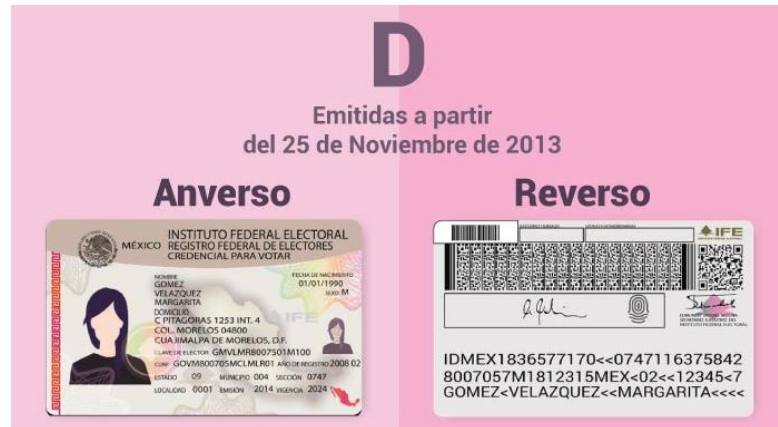 D
Emitidas a partir
del 25 de Noviembre de 2013
Anverso
Reverso
MÉXICO
INSTITUTO FEDERAL ELECTORAL
REGISTRO FEDERAL DE ELECTORES
CREDENCIAL PARA VOTAR
NOMBRE
GOMEZ
VELAZQUEZ
MARGARITA
FECHA DE NACIMIENTO
01/01/1990
SEXO M
DOMICILIO
C PITAGORAS 1253 INT. 4
COL. MORELOS 04800
CUAJIMALPA DE MORELOS, D.F.
CLAVE DE ELECTOR GMVLMR8007501M100
CURP GOVM800705MCLMLR01 AÑO DE REGISTRO 2008 02
ESTADO 09 MUNICIPIO 004 SECCIÓN 0747
LOCALIDAD 0001 EMISIÓN 2014 VIGENCIA 2024
IFE
IFE
IDMEX1836577170<<0747116375842
8007057M1812315MEX<02<<12345<7
GOMEZ<VELAZQUEZ<<MARGARITA<<<<